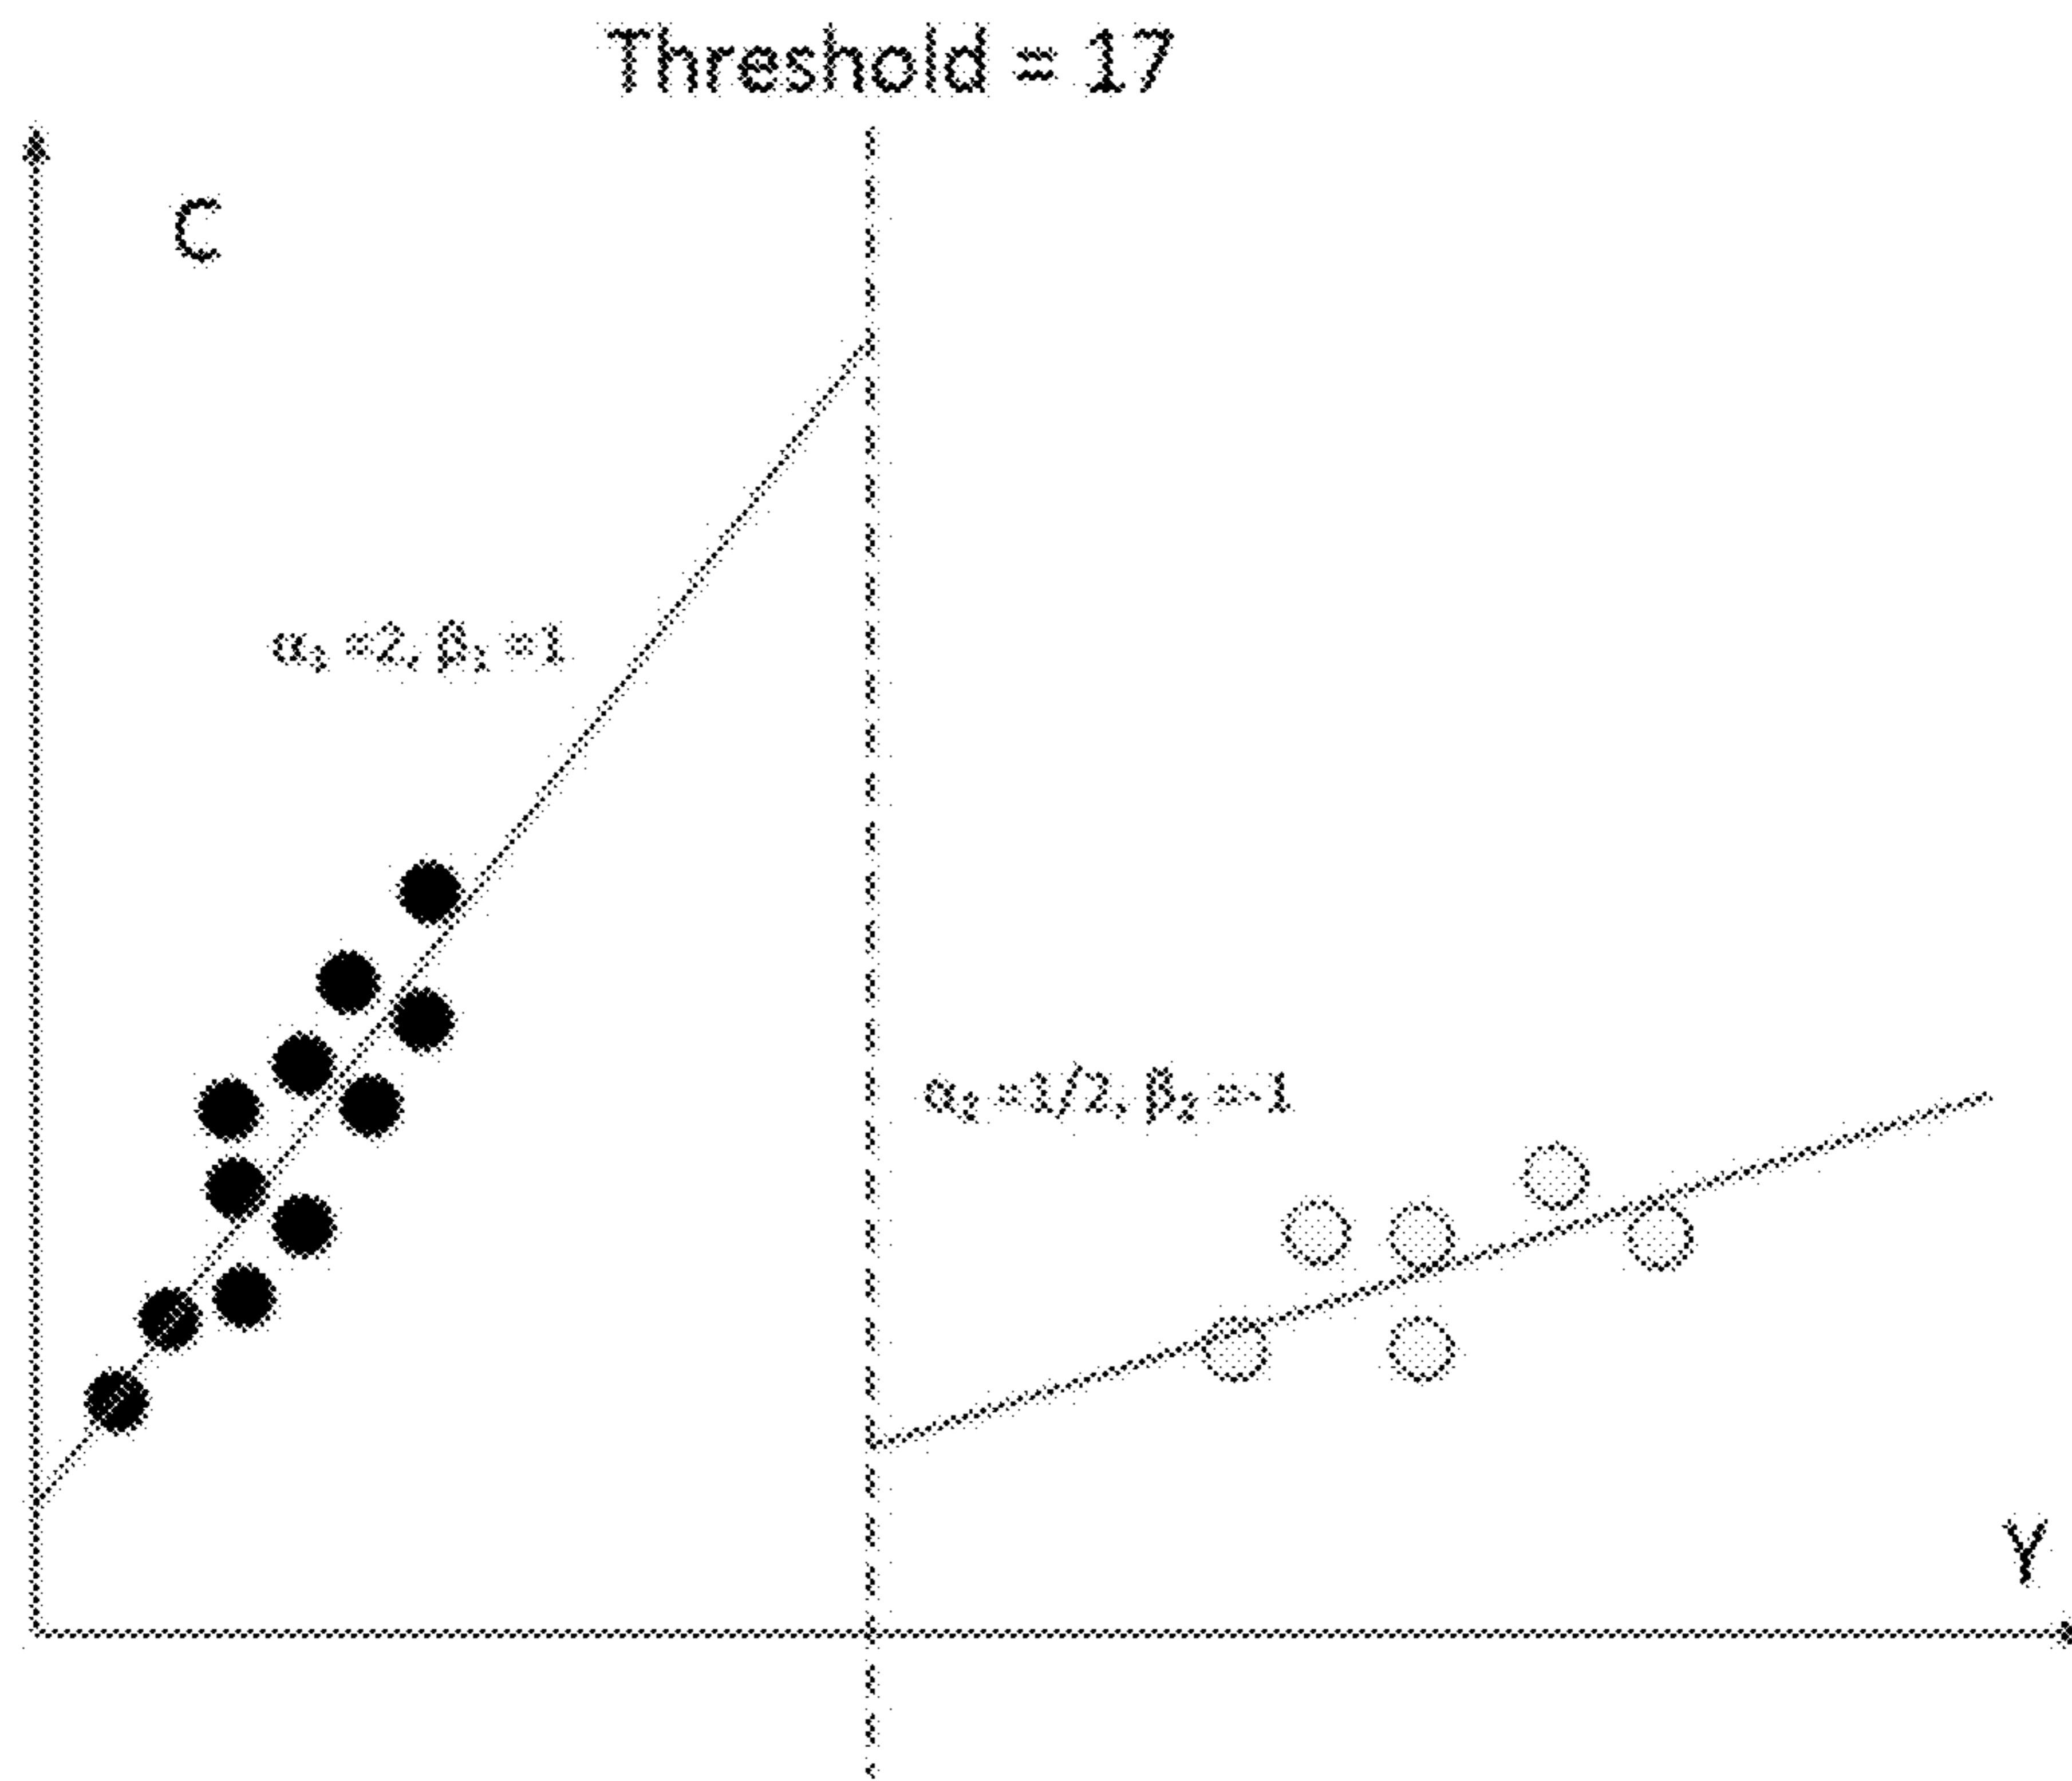 Threshold = 17
C
α₁ =2, β₁ =1
α₂ =1/2, β₂ =-1
Y